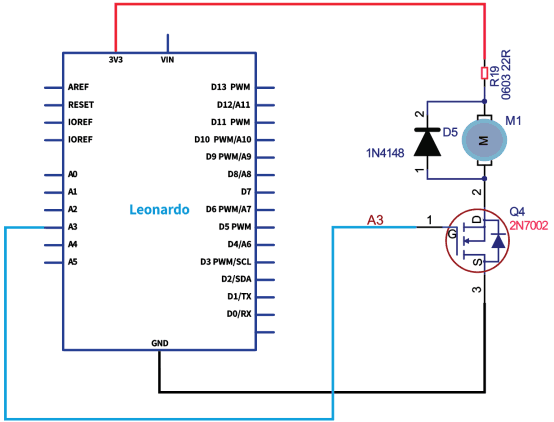 3V3
VIN
AREF
RESET
IOREF
IOREF
A0
A1
A2
A3
A4
A5
Leonardo
D13 PWM
D12/A11
D11 PWM
D10 PWM/A10
D9 PWM/A9
D8/A8
D7
D6 PWM/A7
D5 PWM
D4/A6
D3 PWM/SCL
D2/SDA
D1/TX
D0/RX
GND
R19
0603 22R
2
D5
1N4148
1
M1
M
2
A3
1
G
D
S
Q4
2N7002
3